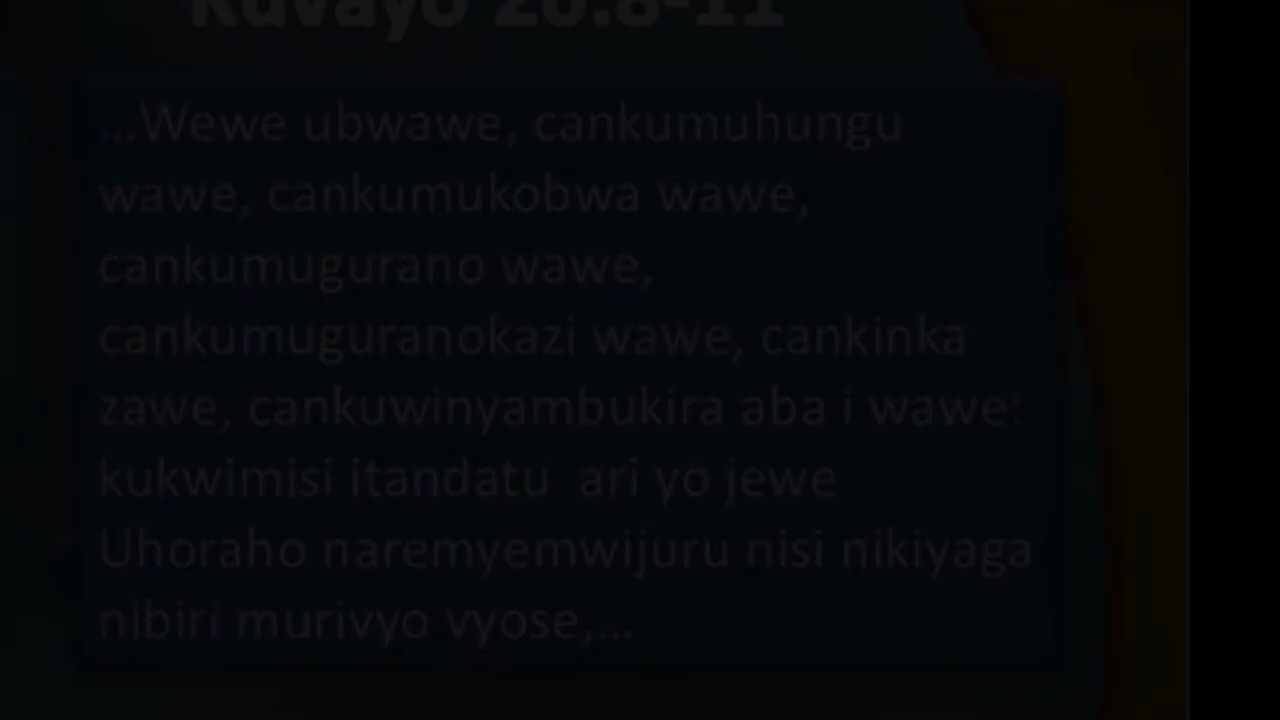 Kuvayo 20:8-11
...Wewe ubwawe, cankumuhungu
wawe, cankumukobwa wawe,
cankumugurano wawe,
cankumuguranokazi wawe, cankinka
zawe, cankuwinyambukira aba i wawe:
kukwimisi itandatu ari yo jewe
Uhoraho naremyemwijuru nisi nikiyaga
nibiri murivyo vyose,...